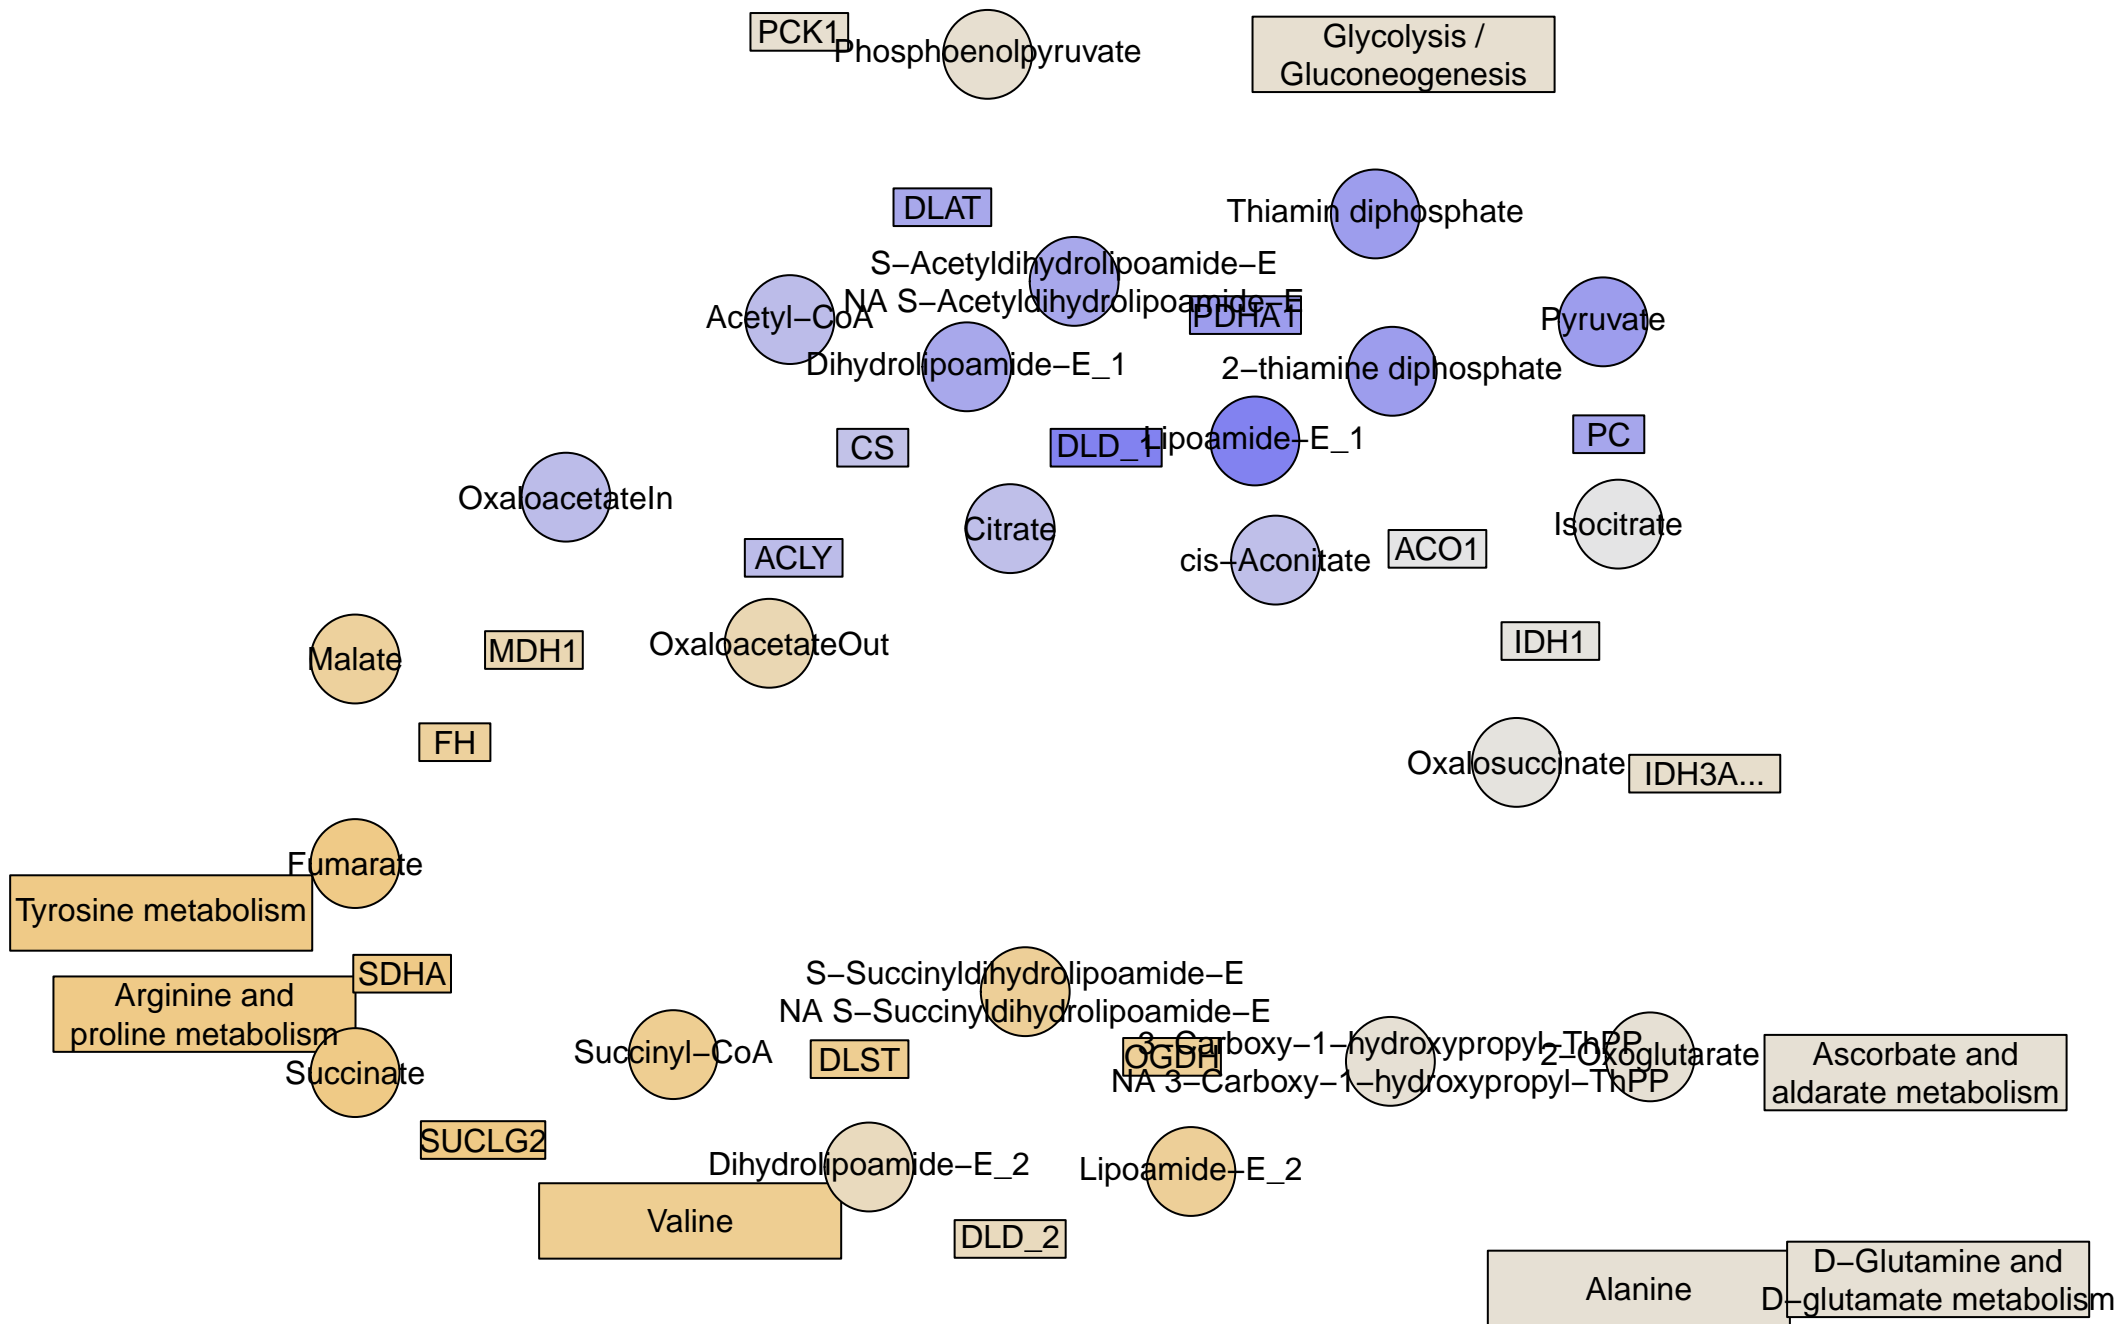 PCK1
Phosphoenolpyruvate
Glycolysis /
Gluconeogenesis
DLAT
Thiamin diphosphate
S−Acetyldihydrolipoamide−E
NA S−Acetyldihydrolipoamide−E
Acetyl−CoA
PDHA1
Pyruvate
Dihydrolipoamide−E_1
2−thiamine diphosphate
CS
DLD_1
Lipoamide−E_1
PC
OxaloacetateIn
Citrate
Isocitrate
ACLY
cis−Aconitate
ACO1
Malate
MDH1
OxaloacetateOut
IDH1
FH
Oxalosuccinate
IDH3A...
Fumarate
Tyrosine metabolism
SDHA
Arginine and
proline metabolism
Succinate
S−Succinyldihydrolipoamide−E
NA S−Succinyldihydrolipoamide−E
Succinyl−CoA
DLST
OGDH
3−Carboxy−1−hydroxypropyl−ThPP
NA 3−Carboxy−1−hydroxypropyl−ThPP
2−Oxoglutarate
Ascorbate and
aldarate metabolism
SUCLG2
Dihydrolipoamide−E_2
Lipoamide−E_2
Valine
DLD_2
Alanine
D−Glutamine and
D−glutamate metabolism